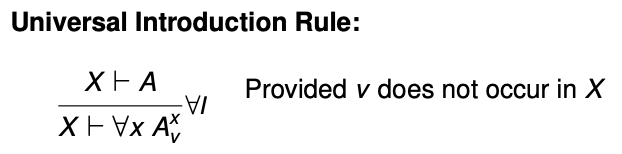 Universal Introduction Rule:
X ⊢ A
∀I
Provided v does not occur in X
X ⊢ ∀x A^x_v